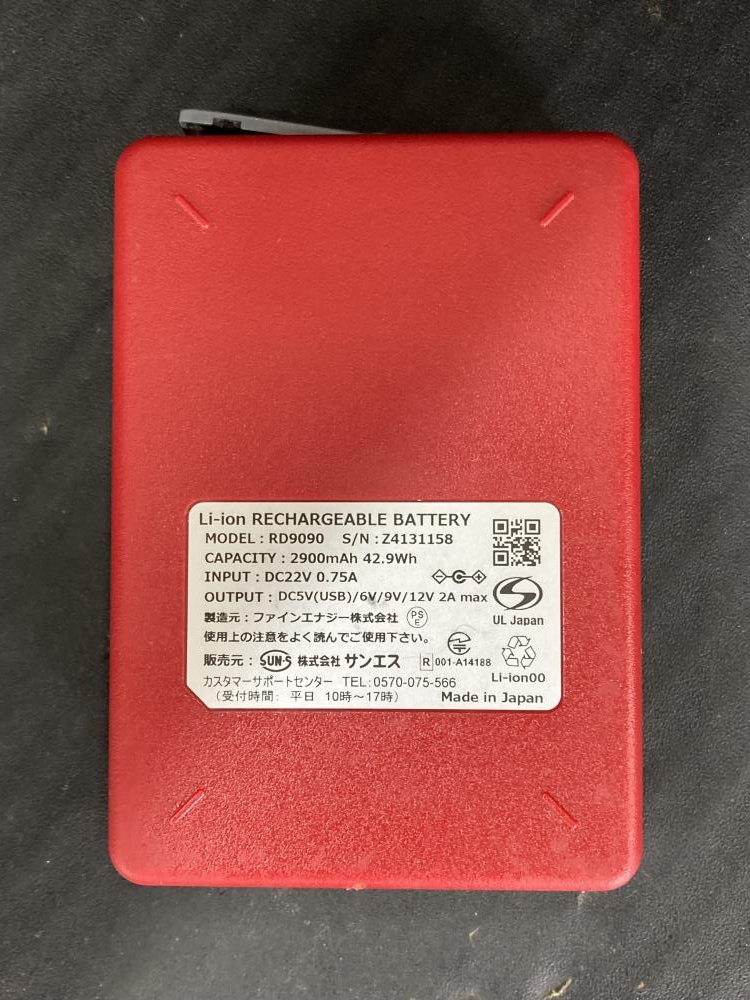 Li-ion RECHARGEABLE BATTERY
MODEL : RD9090 S/N : Z4131158
CAPACITY : 2900mAh 42.9Wh
INPUT : DC22V 0.75A
OUTPUT : DC5V(USB)/6V/9V/12V 2A max
UL Japan
製造元 : ファインエナジー株式会社 PSE
使用上の注意をよく読んでご使用下さい。
販売元 : SUN-S 株式会社 サンエス
R 001-A14188
Li-ion00
カスタマーサポートセンター TEL:0570-075-566
(受付時間: 平日 10時~17時)
Made in Japan